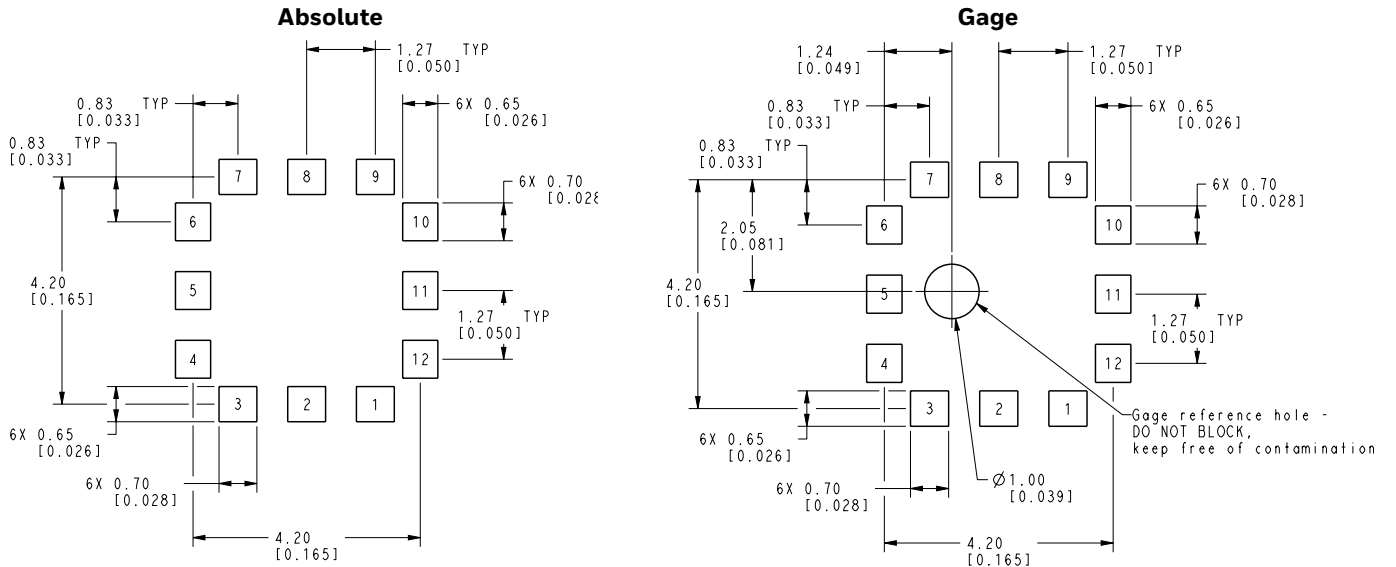 Absolute
1.27 TYP
[0.050]
0.83 TYP
[0.033]
6X 0.65
[0.026]
0.83 TYP
[0.033]
7 8 9
6X 0.70
[0.028
6 10
4.20
[0.165]
5 11
1.27 TYP
[0.050]
4 12
3 2 1
6X 0.65
[0.026]
6X 0.70
[0.028]
4.20
[0.165]
Gage
1.24
[0.049]
1.27 TYP
[0.050]
0.83 TYP
[0.033]
6X 0.65
[0.026]
0.83 TYP
[0.033]
7 8 9
6X 0.70
[0.028]
6 10
2.05
[0.081]
4.20
[0.165]
5 11
1.27 TYP
[0.050]
4 12
3 2 1
Gage reference hole -
DO NOT BLOCK,
keep free of contamination
6X 0.65
[0.026]
6X 0.70
[0.028]
Ø1.00
[0.039]
4.20
[0.165]